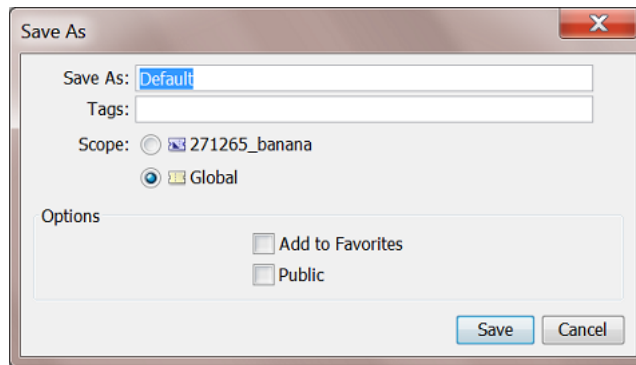 Save As
Save As: Default
Tags:
Scope: 271265_banana
Global
Options
Add to Favorites
Public
Save Cancel